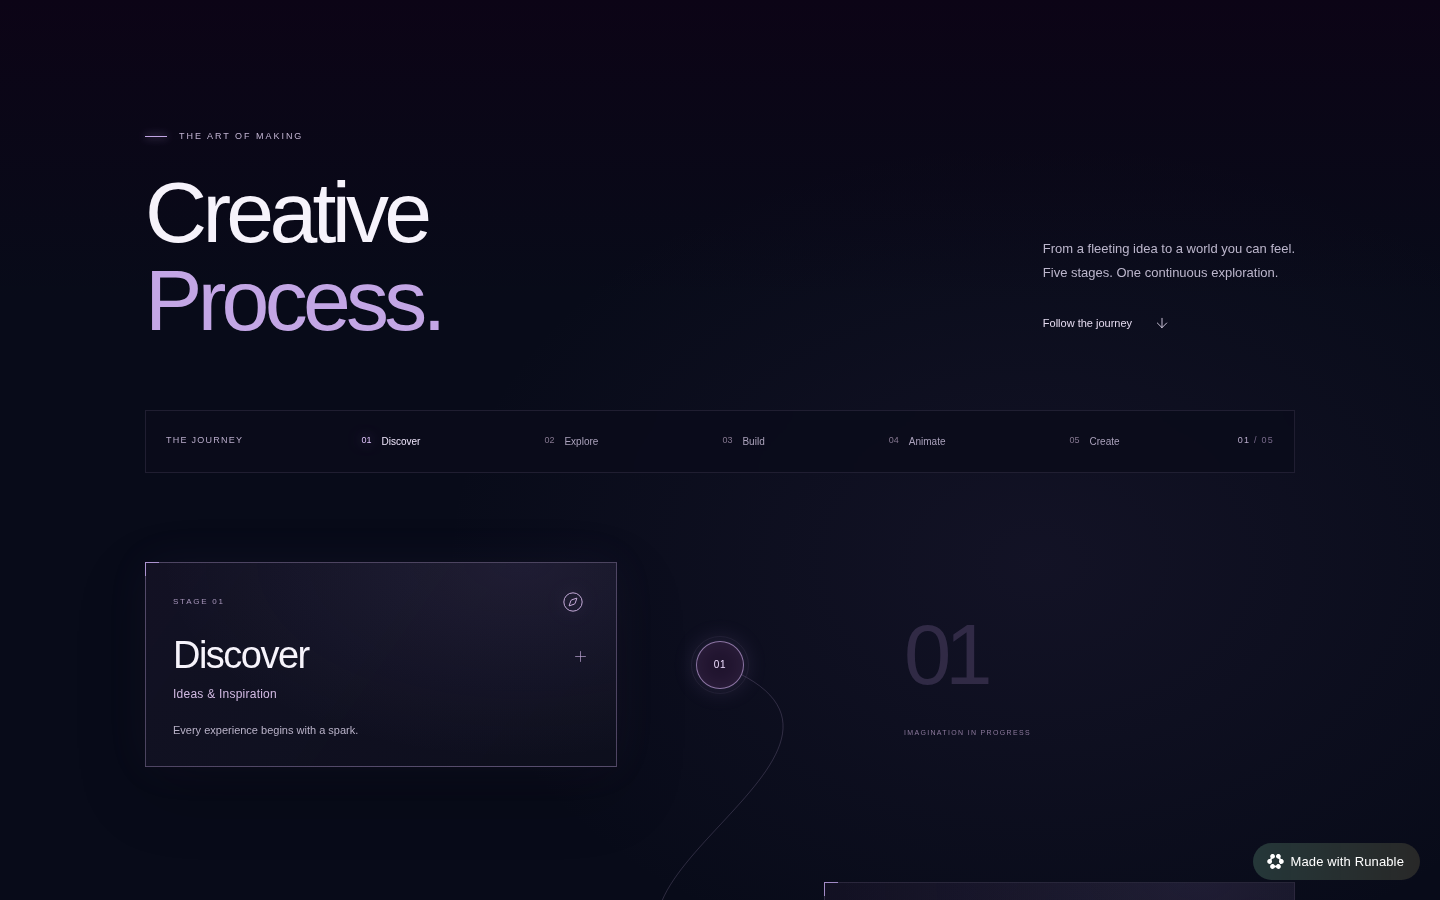 THE ART OF MAKING
Creative
Process.
From a fleeting idea to a world you can feel.
Five stages. One continuous exploration.
Follow the journey
THE JOURNEY 01 Discover 02 Explore 03 Build 04 Animate 05 Create 01 / 05
STAGE 01
Discover
Ideas & Inspiration
Every experience begins with a spark.
01
01
IMAGINATION IN PROGRESS
Made with Runable